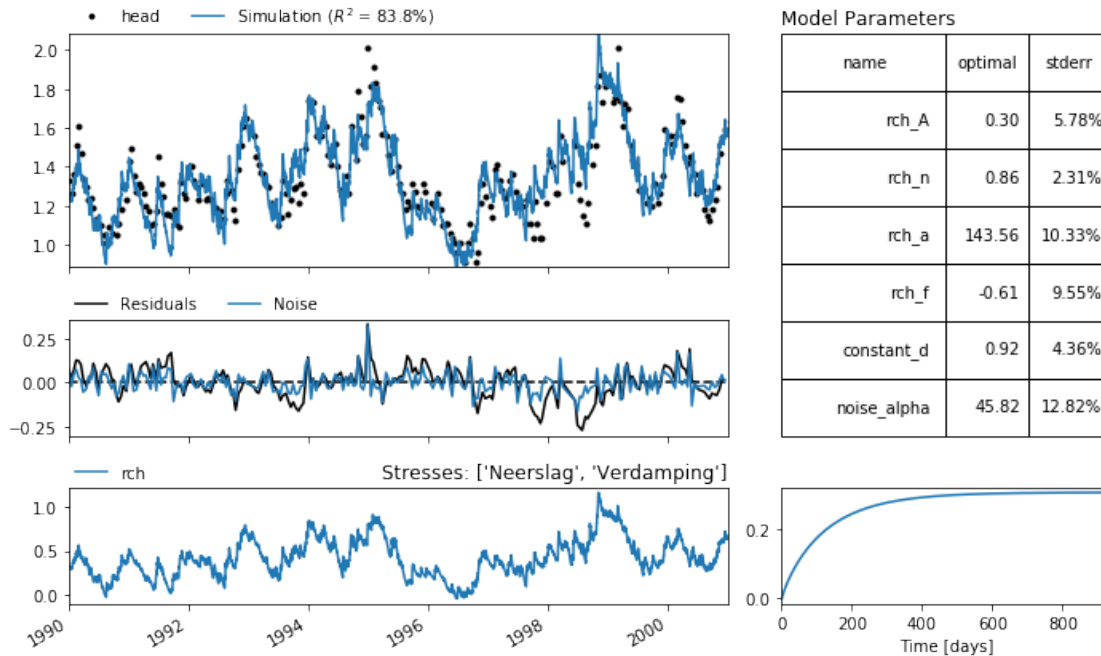 head Simulation (R² = 83.8%)
2.0
1.8
1.6
1.4
1.2
1.0
Residuals Noise
0.25
0.00
−0.25
rch Stresses: ['Neerslag', 'Verdamping']
1.0
0.5
0.0
1990 1992 1994 1996 1998 2000
Model Parameters
name optimal stderr
rch_A 0.30 5.78%
rch_n 0.86 2.31%
rch_a 143.56 10.33%
rch_f -0.61 9.55%
constant_d 0.92 4.36%
noise_alpha 45.82 12.82%
0.2
0.0
0 200 400 600 800
Time [days]